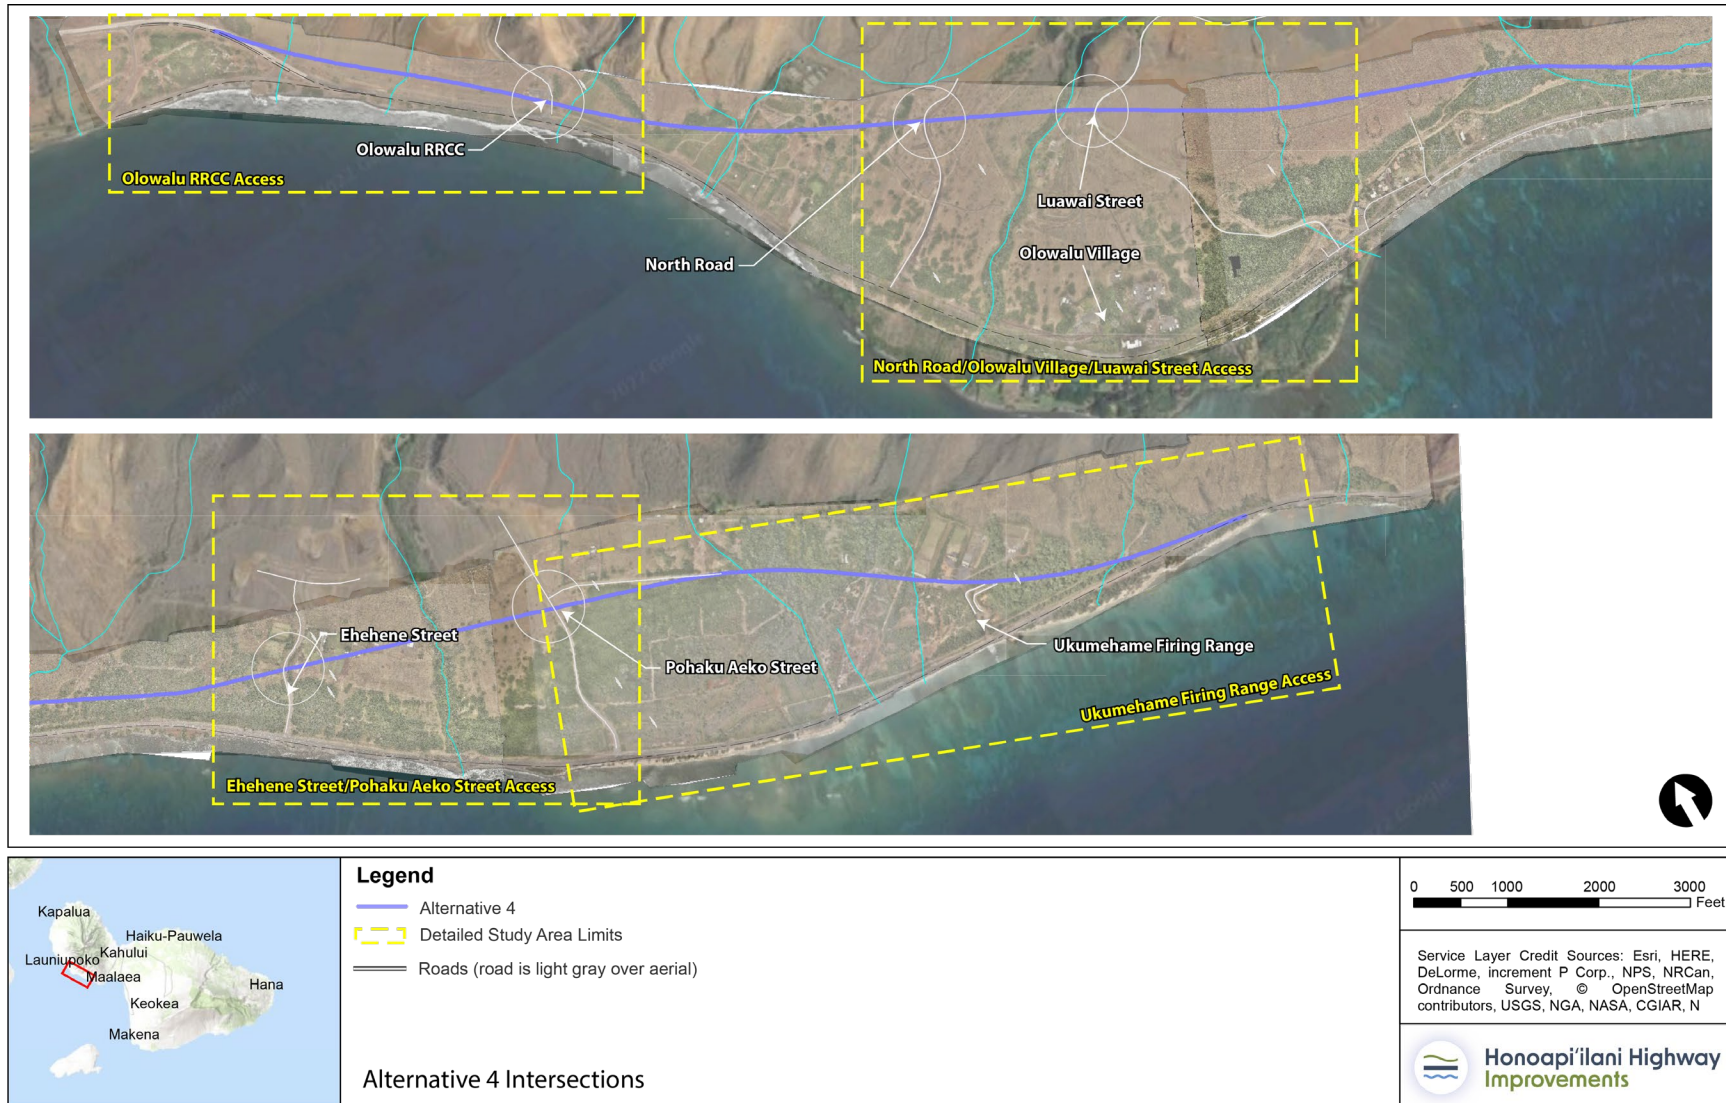 Olowalu RRCC
Olowalu RRCC Access
North Road
Luawai Street
Olowalu Village
North Road/Olowalu Village/Luawai Street Access
Ehehene Street
Pohaku Aeko Street
Ukumehame Firing Range
Ukumehame Firing Range Access
Ehehene Street/Pohaku Aeko Street Access
Kapalua
Haiku-Pauwela
Kahului
Launiupoko
Maalaea
Hana
Keokea
Makena
Legend
Alternative 4
Detailed Study Area Limits
Roads (road is light gray over aerial)
Alternative 4 Intersections
0 500 1000 2000 3000
Feet
Service Layer Credit Sources: Esri, HERE,
DeLorme, increment P Corp., NPS, NRCan,
Ordnance Survey, © OpenStreetMap
contributors, USGS, NGA, NASA, CGIAR, N
Honoapi'ilani Highway
Improvements